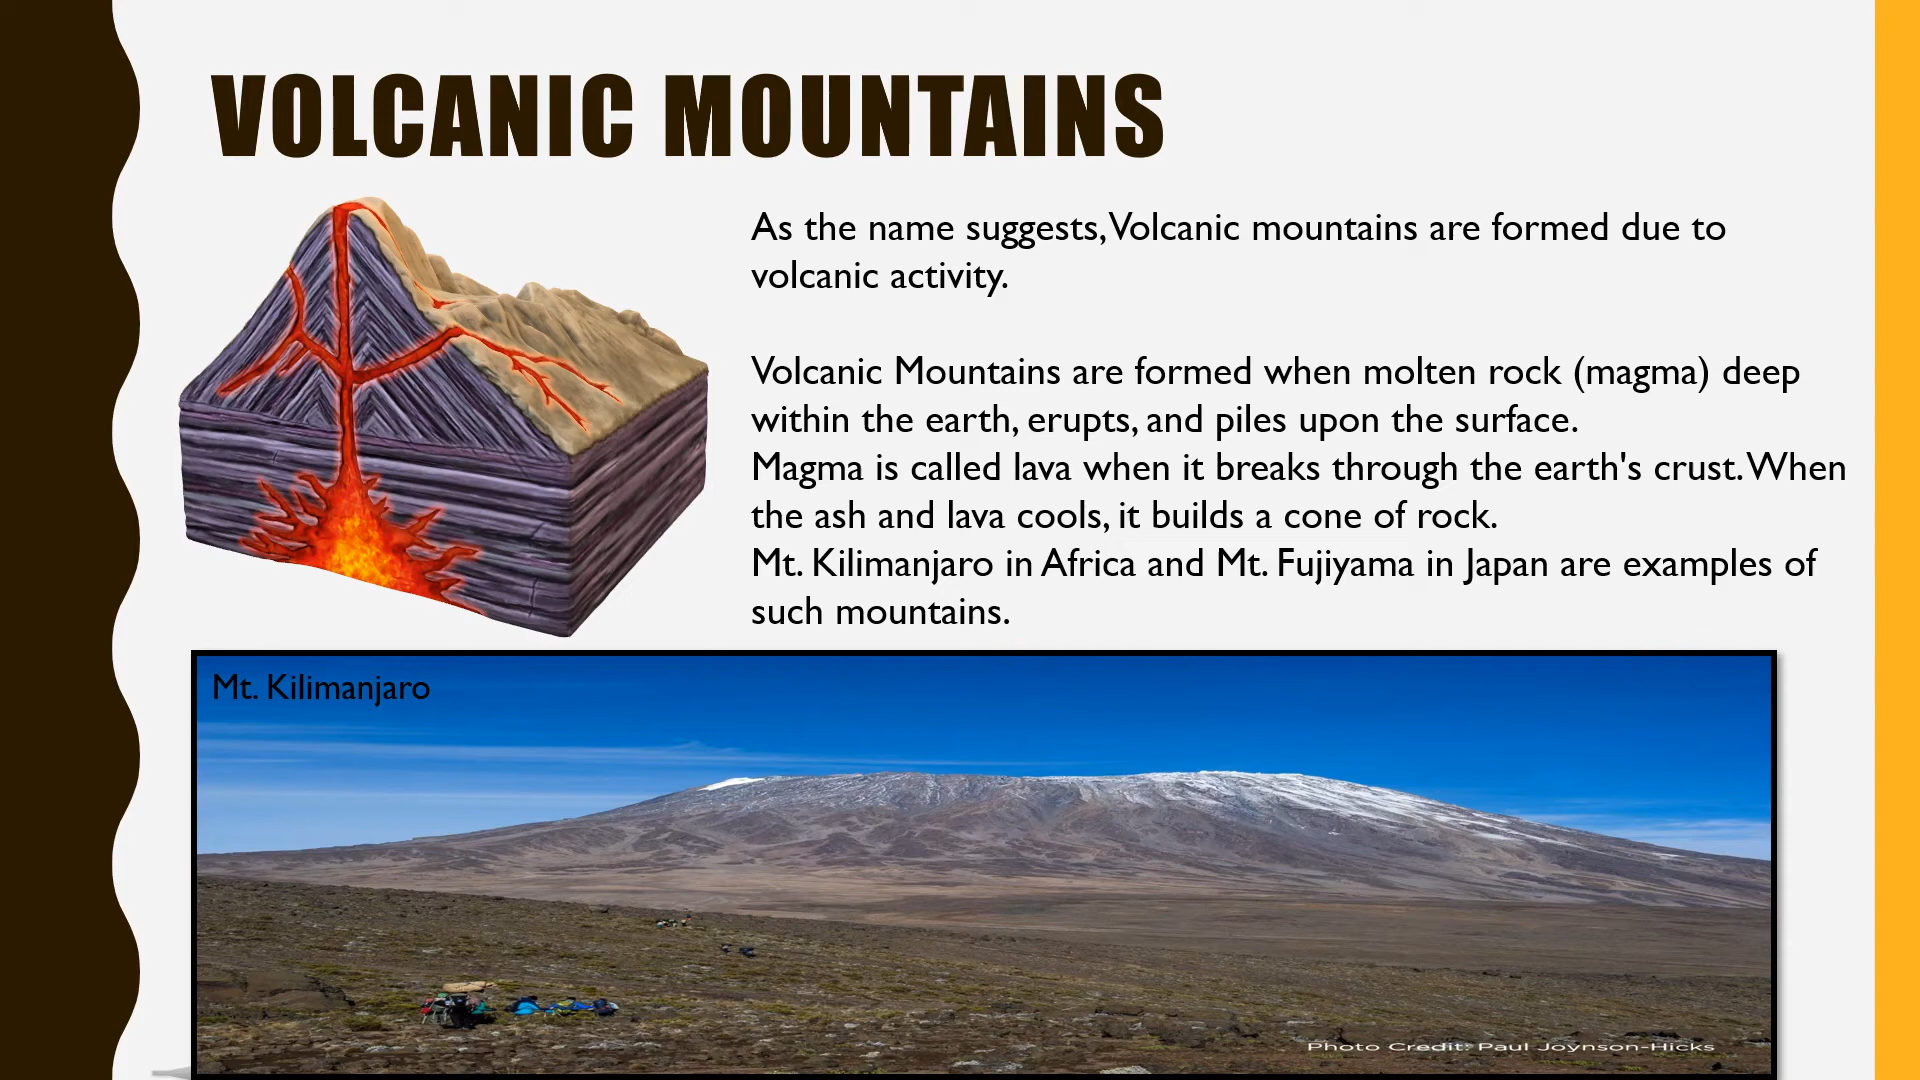 VOLCANIC MOUNTAINS
As the name suggests, Volcanic mountains are formed due to
volcanic activity.
Volcanic Mountains are formed when molten rock (magma) deep
within the earth, erupts, and piles upon the surface.
Magma is called lava when it breaks through the earth's crust. When
the ash and lava cools, it builds a cone of rock.
Mt. Kilimanjaro in Africa and Mt. Fujiyama in Japan are examples of
such mountains.
Mt. Kilimanjaro
Photo Credit: Paul Joynson-Hicks